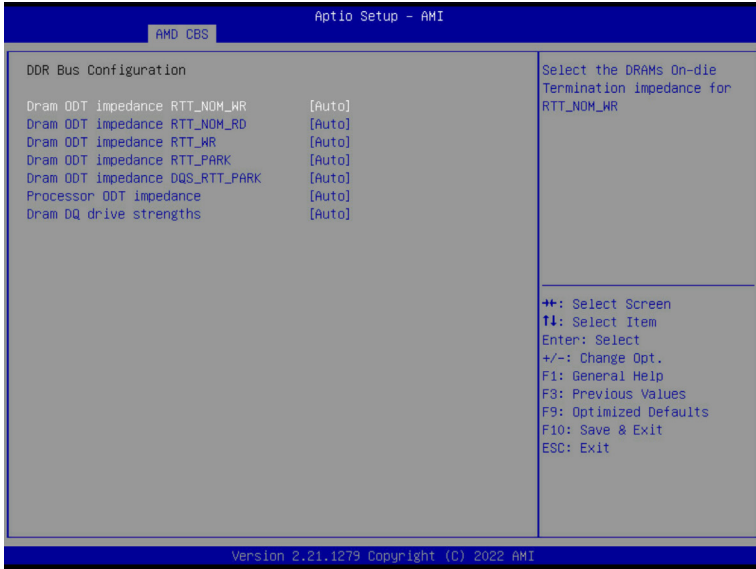 Aptio Setup - AMI
AMD CBS
DDR Bus Configuration
Dram ODT impedance RTT_NOM_WR [Auto]
Dram ODT impedance RTT_NOM_RD [Auto]
Dram ODT impedance RTT_WR [Auto]
Dram ODT impedance RTT_PARK [Auto]
Dram ODT impedance DQS_RTT_PARK [Auto]
Processor ODT impedance [Auto]
Dram DQ drive strengths [Auto]
Select the DRAMs On-die
Termination impedance for
RTT_NOM_WR
→←: Select Screen
↑↓: Select Item
Enter: Select
+/-: Change Opt.
F1: General Help
F3: Previous Values
F9: Optimized Defaults
F10: Save & Exit
ESC: Exit
Version 2.21.1279 Copyright (C) 2022 AMI